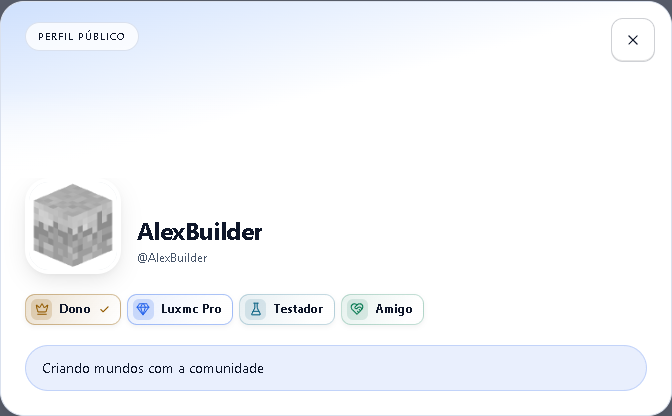 PERFIL PÚBLICO
AlexBuilder
@AlexBuilder
Dono Luxmc Pro Testador Amigo
Criando mundos com a comunidade